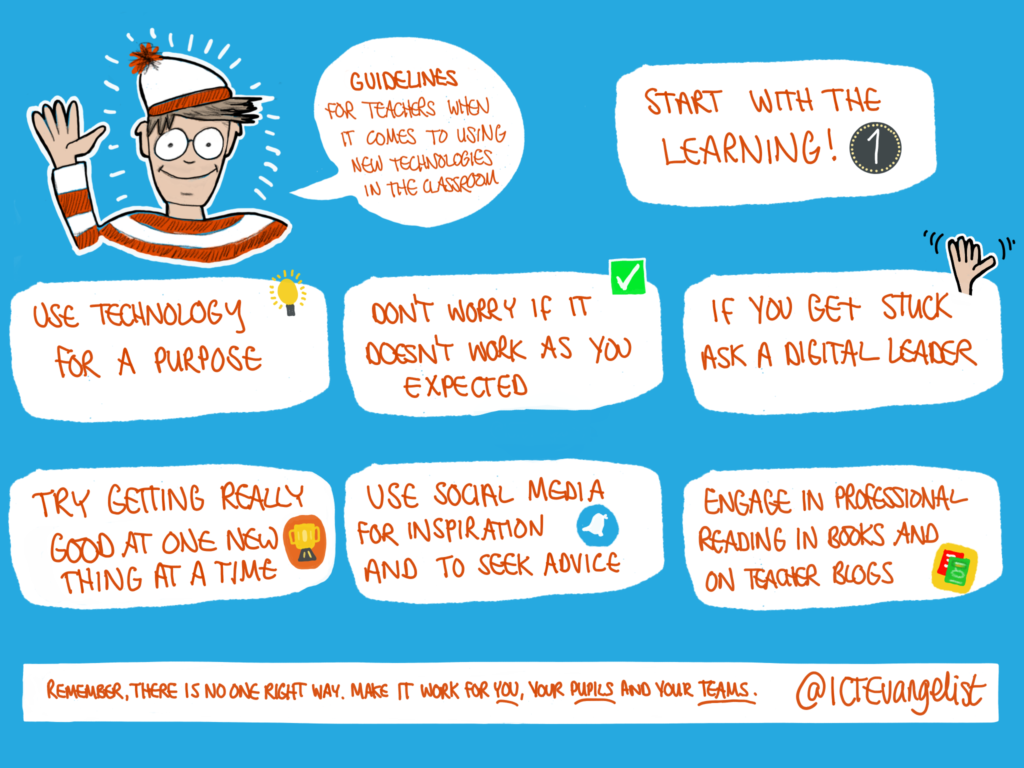 GUIDELINES
FOR TEACHERS WHEN
IT COMES TO USING
NEW TECHNOLOGIES
IN THE CLASSROOM
START WITH THE
LEARNING! 1
USE TECHNOLOGY
FOR A PURPOSE
DON'T WORRY IF IT
DOESN'T WORK AS YOU
EXPECTED
IF YOU GET STUCK
ASK A DIGITAL LEADER
TRY GETTING REALLY
GOOD AT ONE NEW
THING AT A TIME
USE SOCIAL MEDIA
FOR INSPIRATION
AND TO SEEK ADVICE
ENGAGE IN PROFESSIONAL
READING IN BOOKS AND
ON TEACHER BLOGS
REMEMBER, THERE IS NO ONE RIGHT WAY. MAKE IT WORK FOR YOU, YOUR PUPILS AND YOUR TEAMS. @ICTEvangelist